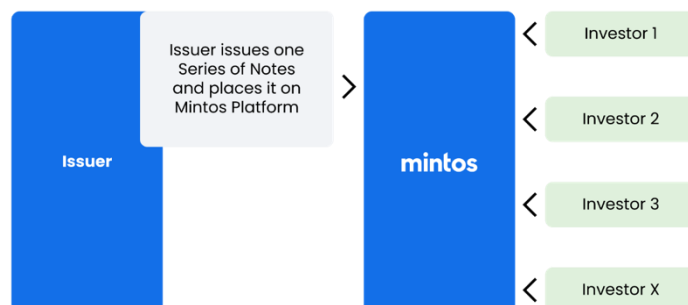 Issuer issues one
Series of Notes
and places it on
Mintos Platform
Issuer
mintos
Investor 1
Investor 2
Investor 3
Investor X